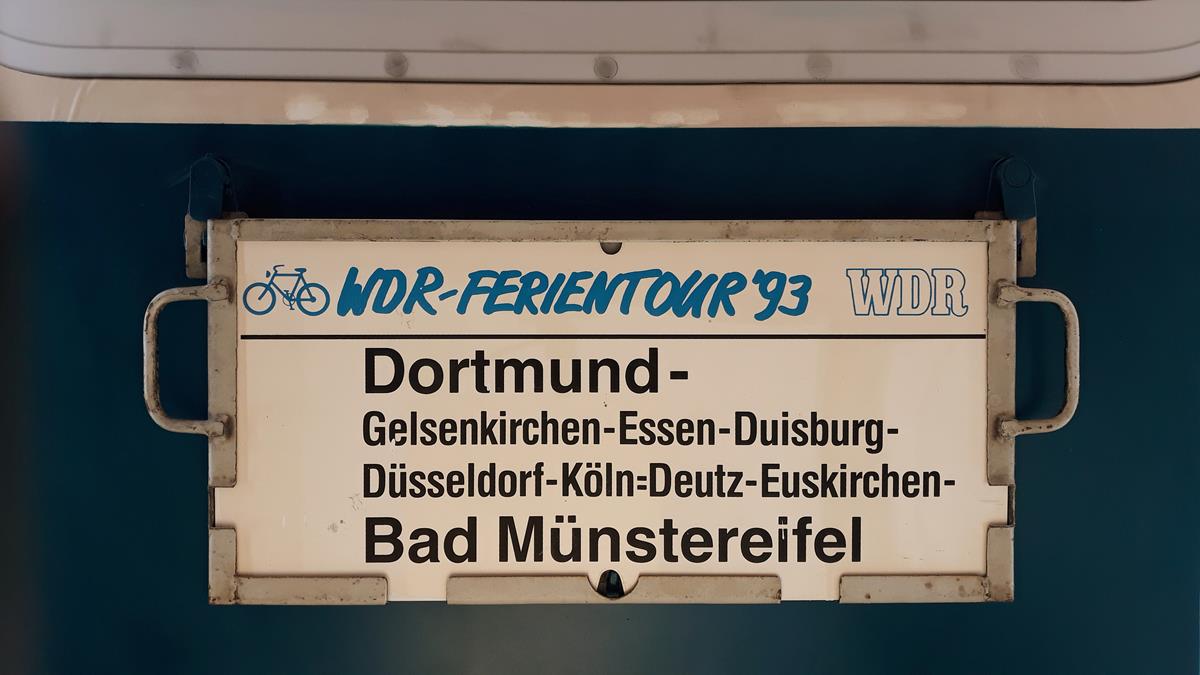 WDR-FERIENTOUR '93 WDR
Dortmund-
Gelsenkirchen-Essen-Duisburg-
Düsseldorf-Köln=Deutz-Euskirchen-
Bad Münstereifel